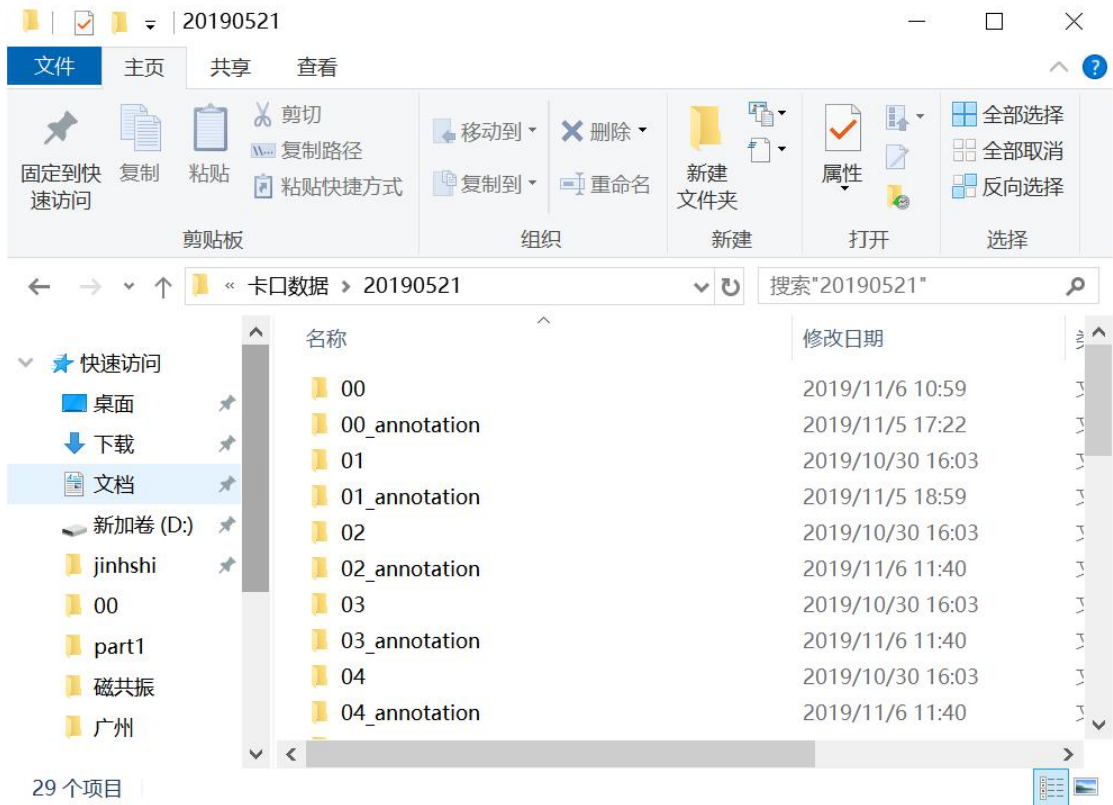 20190521
文件 主页 共享 查看
固定到快速访问
复制
粘贴
剪切
复制路径
粘贴快捷方式
剪贴板
移动到 删除
复制到 重命名
组织
新建
文件夹
新建
属性
打开
全部选择
全部取消
反向选择
选择
« 卡口数据 > 20190521
搜索"20190521"
快速访问
桌面
下载
文档
新加卷 (D:)
jinhshi
00
part1
磁共振
广州
名称 修改日期
00 2019/11/6 10:59
00_annotation 2019/11/5 17:22
01 2019/10/30 16:03
01_annotation 2019/11/5 18:59
02 2019/10/30 16:03
02_annotation 2019/11/6 11:40
03 2019/10/30 16:03
03_annotation 2019/11/6 11:40
04 2019/10/30 16:03
04_annotation 2019/11/6 11:40
29 个项目